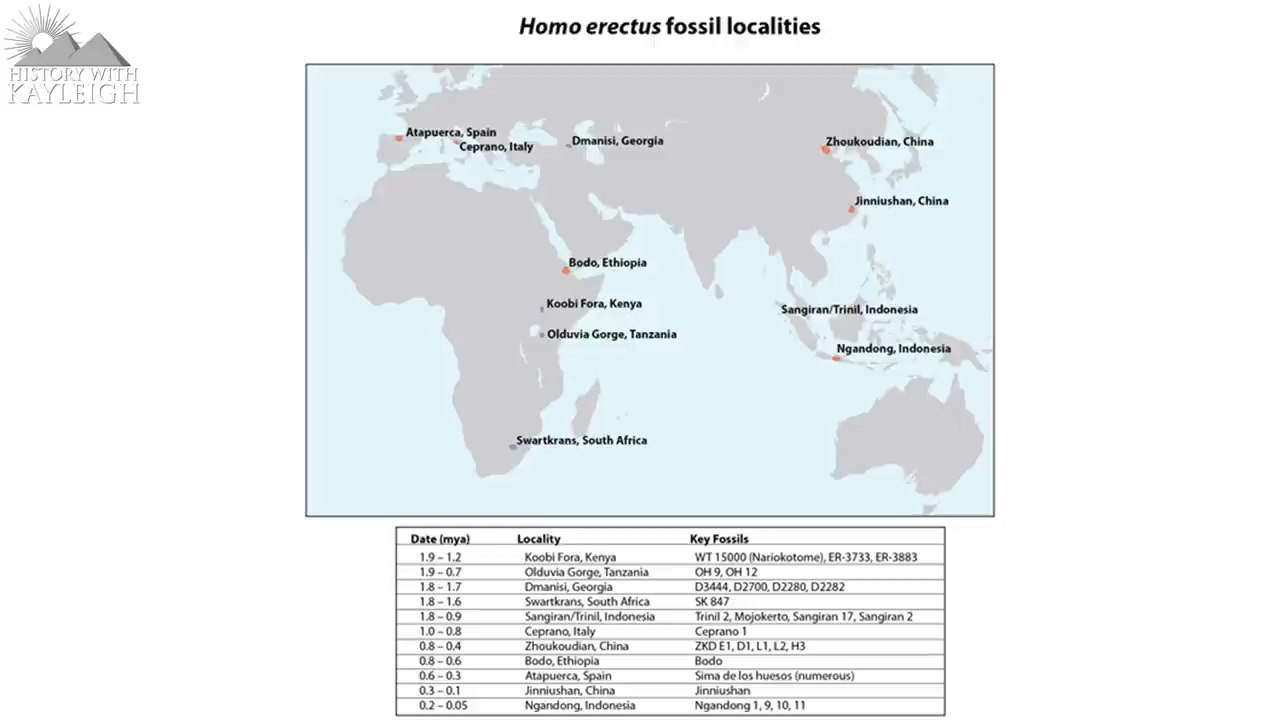 Homo erectus fossil localities
HISTORY WITH
KAYLEIGH
Atapuerca, Spain
Ceprano, Italy
Dmanisi, Georgia
Zhoukoudian, China
Jinniushan, China
Bodo, Ethiopia
Koobi Fora, Kenya
Olduvia Gorge, Tanzania
Sangiran/Trinil, Indonesia
Ngandong, Indonesia
Swartkrans, South Africa
Date (mya) Locality Key Fossils
1.9 – 1.2 Koobi Fora, Kenya WT 15000 (Nariokotome), ER-3733, ER-3883
1.9 – 0.7 Olduvia Gorge, Tanzania OH 9, OH 12
1.8 – 1.7 Dmanisi, Georgia D3444, D2700, D2280, D2282
1.8 – 1.6 Swartkrans, South Africa SK 847
1.8 – 0.9 Sangiran/Trinil, Indonesia Trinil 2, Mojokerto, Sangiran 17, Sangiran 2
1.0 – 0.8 Ceprano, Italy Ceprano 1
0.8 – 0.4 Zhoukoudian, China ZKD E1, D1, L1, L2, H3
0.8 – 0.6 Bodo, Ethiopia Bodo
0.6 – 0.3 Atapuerca, Spain Sima de los huesos (numerous)
0.3 – 0.1 Jinniushan, China Jinniushan
0.2 – 0.05 Ngandong, Indonesia Ngandong 1, 9, 10, 11